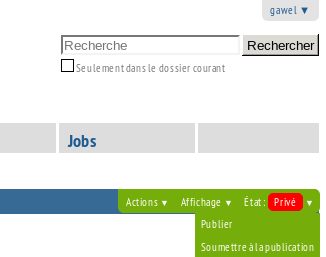 gawel ▼
Recherche Rechercher
Seulement dans le dossier courant
Jobs
Actions ▼ Affichage ▼ État : Privé ▼
Publier
Soumettre à la publication